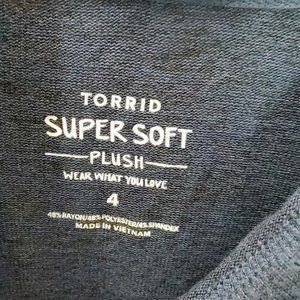 TORRID
SUPER SOFT
PLUSH
WEAR WHAT YOU LOVE
4
48% RAYON/48% POLYESTER/4% SPANDEX
MADE IN VIETNAM